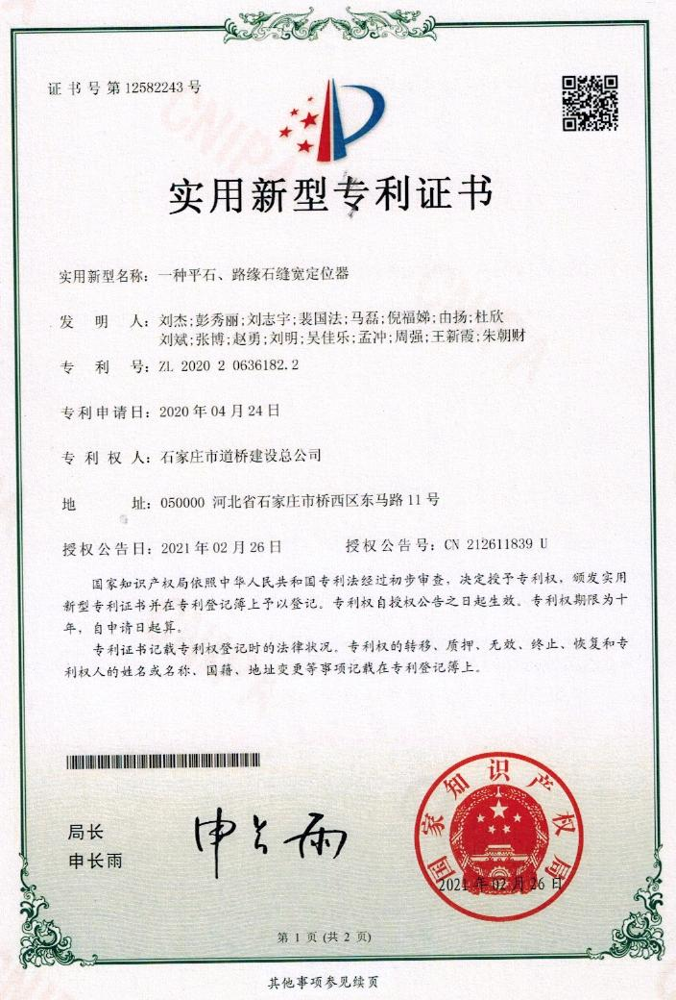 证书号第12582243号
实用新型专利证书
实用新型名称：一种平石、路缘石缝宽定位器
发明人：刘杰;彭秀丽;刘志宇;裴国法;马磊;倪福娣;由扬;杜欣
刘斌;张博;赵勇;刘明;吴佳乐;孟冲;周强;王新霞;朱朝财
专利号：ZL 2020 2 0636182.2
专利申请日：2020年04月24日
专利权人：石家庄市道桥建设总公司
地址：050000 河北省石家庄市桥西区东马路11号
授权公告日：2021年02月26日 授权公告号：CN 212611839 U
国家知识产权局依照中华人民共和国专利法经过初步审查，决定授予专利权，颁发实用
新型专利证书并在专利登记簿上予以登记。专利权自授权公告之日起生效。专利权期限为十
年，自申请日起算。
专利证书记载专利权登记时的法律状况。专利权的转移、质押、无效、终止、恢复和专
利权人的姓名或名称、国籍、地址变更等事项记载在专利登记簿上。
局长
申长雨
申长雨
国家知识产权局
2021年02月26日
第1页(共2页)
其他事项参见续页
CNIPA